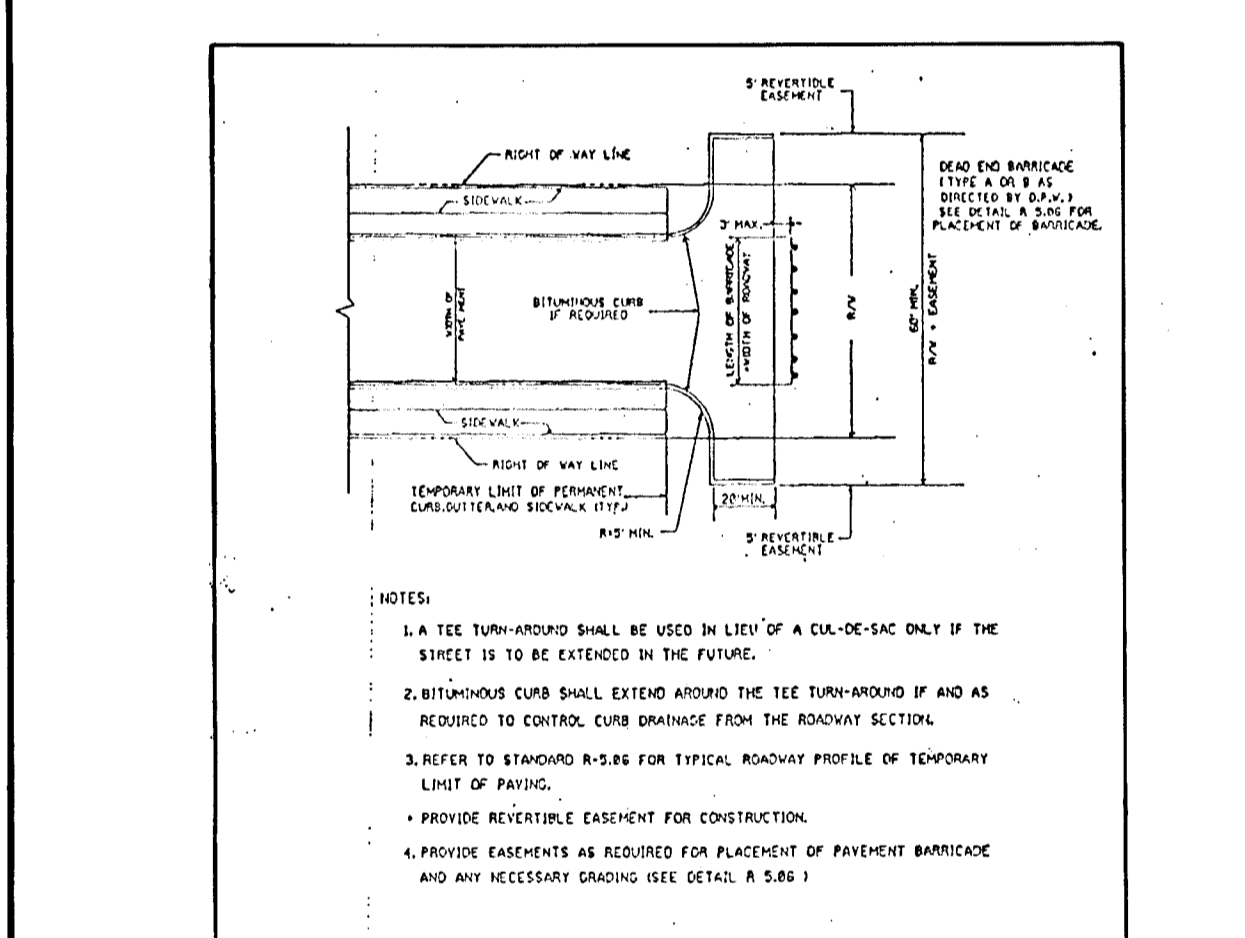 5' REVERTIBLE
EASEMENT
RIGHT OF WAY LINE
SIDEWALK
DEAD END BARRICADE
(TYPE A OR B AS
DIRECTED BY D.P.W.)
SEE DETAIL R 5.06 FOR
PLACEMENT OF BARRICADE.
3' MAX.
WIDTH OF
PAVEMENT
BITUMINOUS CURB
IF REQUIRED
LENGTH OF BARRICADE
=WIDTH OF ROADWAY
R/W
60' MIN.
R/W + EASEMENT
SIDEWALK
RIGHT OF WAY LINE
TEMPORARY LIMIT OF PERMANENT
CURB,GUTTER,AND SIDEWALK (TYP.)
20'MIN.
R=5' MIN.
5' REVERTIBLE
EASEMENT
NOTES:
1. A TEE TURN-AROUND SHALL BE USED IN LIEU OF A CUL-DE-SAC ONLY IF THE
STREET IS TO BE EXTENDED IN THE FUTURE.
2. BITUMINOUS CURB SHALL EXTEND AROUND THE TEE TURN-AROUND IF AND AS
REQUIRED TO CONTROL CURB DRAINAGE FROM THE ROADWAY SECTION.
3. REFER TO STANDARD R-5.06 FOR TYPICAL ROADWAY PROFILE OF TEMPORARY
LIMIT OF PAVING.
• PROVIDE REVERTIBLE EASEMENT FOR CONSTRUCTION.
4. PROVIDE EASEMENTS AS REQUIRED FOR PLACEMENT OF PAVEMENT BARRICADE
AND ANY NECESSARY GRADING (SEE DETAIL R 5.06 )